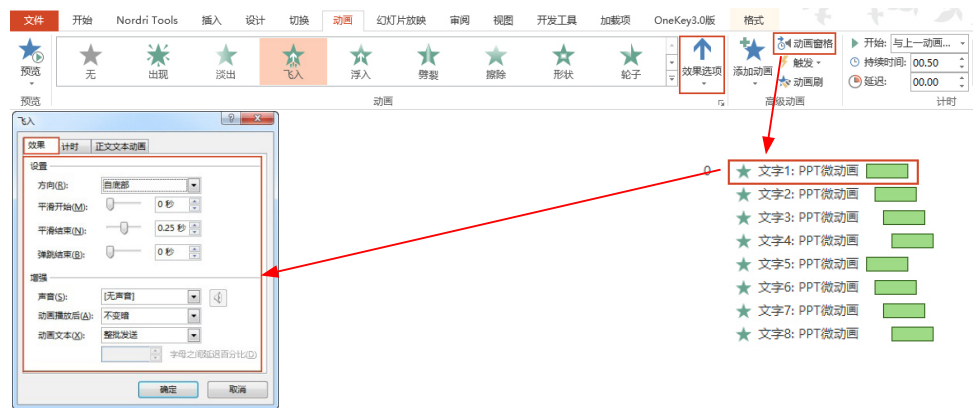 文件 开始 Nordri Tools 插入 设计 切换 动画 幻灯片放映 审阅 视图 开发工具 加载项 OneKey3.0版 格式
预览 无 出现 淡出 飞入 浮入 劈裂 擦除 形状 轮子 效果选项 添加动画
动画窗格
触发
动画刷
开始: 与上一动画...
持续时间: 00.50
延迟: 00.00
预览 动画 高级动画 计时
飞入
效果 计时 正文文本动画
设置
方向(R): 自底部
平滑开始(M): 0 秒
平滑结束(N): 0.25 秒
弹跳结束(B): 0 秒
增强
声音(S): [无声音]
动画播放后(A): 不变暗
动画文本(X): 整批发送
字母之间延迟百分比(D)
确定 取消
0 文字1: PPT微动画
文字2: PPT微动画
文字3: PPT微动画
文字4: PPT微动画
文字5: PPT微动画
文字6: PPT微动画
文字7: PPT微动画
文字8: PPT微动画